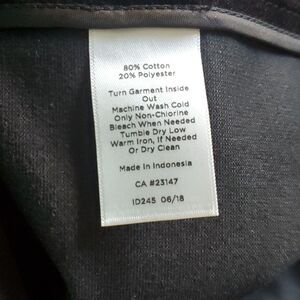 80% Cotton
20% Polyester
Turn Garment Inside
Out
Machine Wash Cold
Only Non-Chlorine
Bleach When Needed
Tumble Dry Low
Warm Iron, If Needed
Or Dry Clean
Made In Indonesia
CA #23147
ID245 06/18